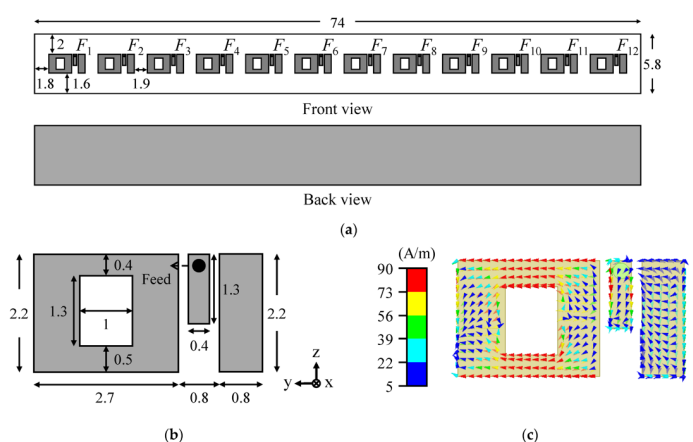 74
2 F1 F2 F3 F4 F5 F6 F7 F8 F9 F10 F11 F12
5.8
1.8 1.6 1.9
Front view
Back view
(a)
0.4 Feed
2.2 1.3 1 1.3 2.2
0.4
0.5
2.7 0.8 0.8
z
y x
(b)
(A/m)
90
73
56
39
22
5
(c)